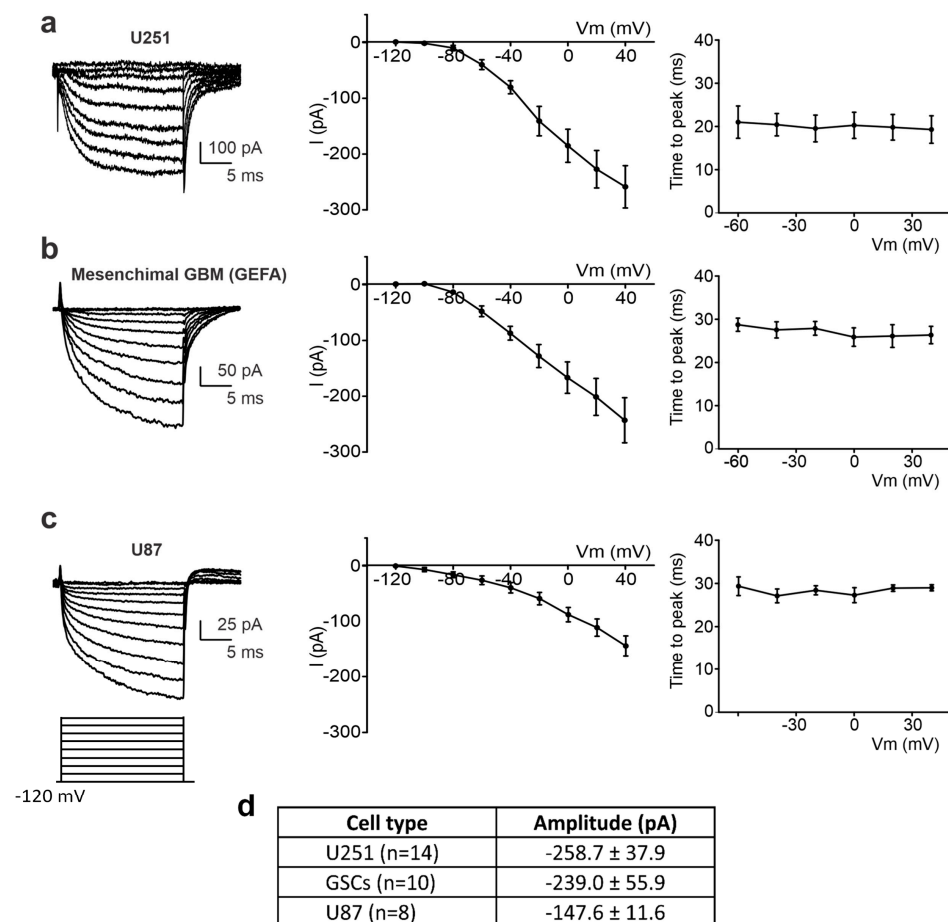 a
U251
100 pA
5 ms
I (pA)
Vm (mV)
0
-100
-200
-300
-120 -80 -40 0 40
Time to peak (ms)
40
30
20
10
0
-60 -30 0 30
Vm (mV)
b
Mesenchimal GBM (GEFA)
50 pA
5 ms
I (pA)
Vm (mV)
0
-100
-200
-300
-120 -80 -40 0 40
Time to peak (ms)
40
30
20
10
0
-60 -30 0 30
Vm (mV)
c
U87
25 pA
5 ms
-120 mV
I (pA)
Vm (mV)
0
-100
-200
-300
-120 -80 -40 0 40
Time to peak (ms)
40
30
20
10
0
-30 0 30
Vm (mV)
d
Cell type Amplitude (pA)
U251 (n=14) -258.7 ± 37.9
GSCs (n=10) -239.0 ± 55.9
U87 (n=8) -147.6 ± 11.6